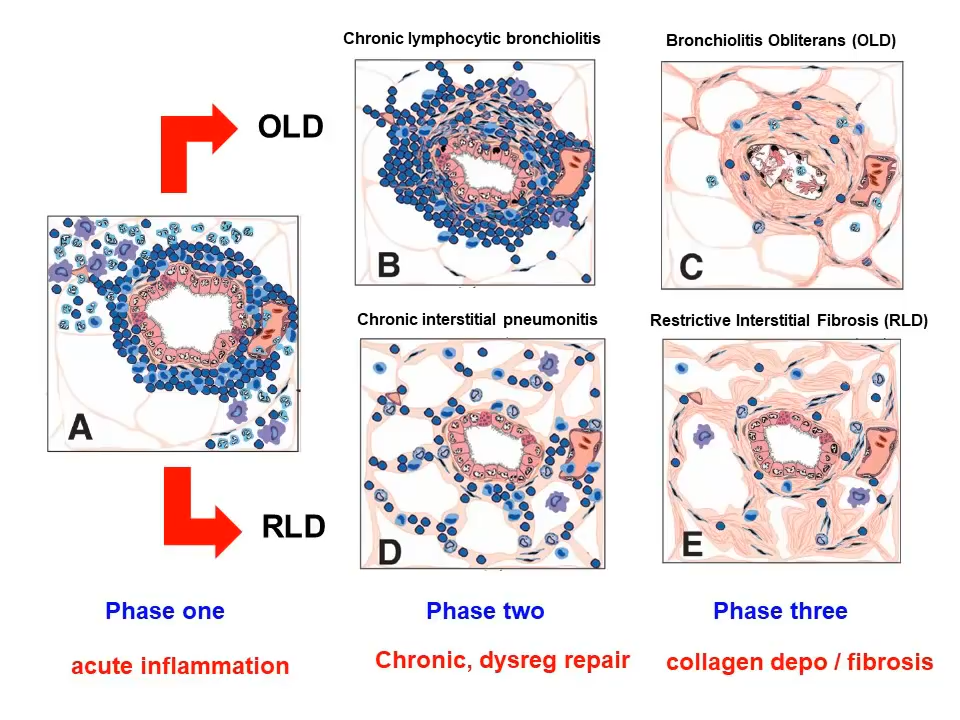 Chronic lymphocytic bronchiolitis
Bronchiolitis Obliterans (OLD)
OLD
B
C
A
Chronic interstitial pneumonitis
Restrictive Interstitial Fibrosis (RLD)
RLD
D
E
Phase one
Phase two
Phase three
acute inflammation
Chronic, dysreg repair
collagen depo / fibrosis